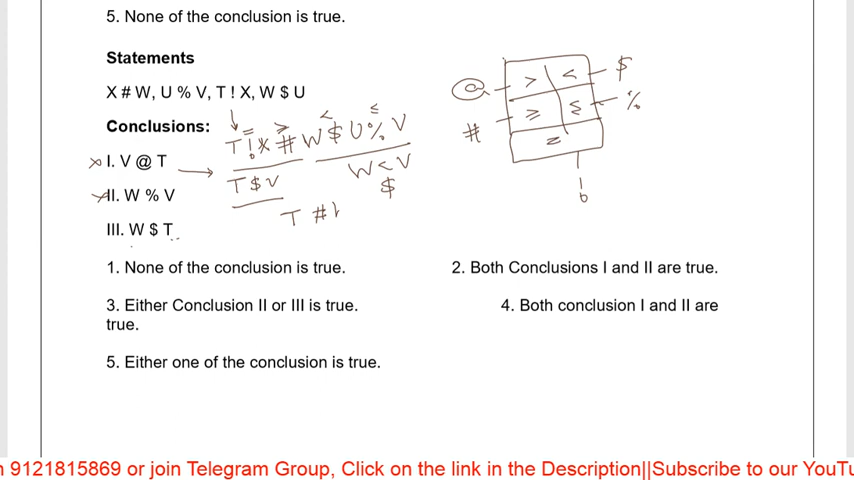 5. None of the conclusion is true.
Statements
X # W, U % V, T ! X, W $ U
Conclusions:
I. V @ T
II. W % V
III. W $ T
T ! X # W $ U % V
= > < ≤
T $ V
W < V
$
T #
@ > < $
# ≥ ≤ %
=
1. None of the conclusion is true.
2. Both Conclusions I and II are true.
3. Either Conclusion II or III is true.
4. Both conclusion I and II are
true.
5. Either one of the conclusion is true.
9121815869 or join Telegram Group, Click on the link in the Description||Subscribe to our